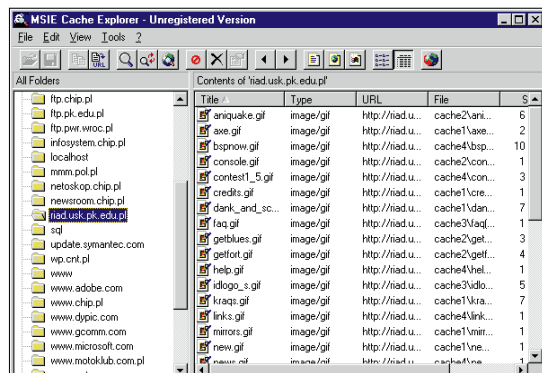 MSIE Cache Explorer - Unregistered Version
File Edit View Tools ?
URL
All Folders
Contents of 'riad.usk.pk.edu.pl'
ftp.chip.pl
ftp.pk.edu.pl
ftp.pwr.wroc.pl
infosystem.chip.pl
localhost
mmm.pol.pl
netoskop.chip.pl
newsroom.chip.pl
riad.usk.pk.edu.pl
sql
update.symantec.com
wp.cnt.pl
www
www.adobe.com
www.chip.pl
www.dypic.com
www.gcomm.com
www.microsoft.com
www.motoklub.com.pl
Title Type URL File S
aniquake.gif image/gif http://riad.u... cache2\ani... 6
axe.gif image/gif http://riad.u... cache1\axe... 2
bspnow.gif image/gif http://riad.u... cache4\bsp... 10
console.gif image/gif http://riad.u... cache2\con... 1
contest1_5.gif image/gif http://riad.u... cache4\con... 3
credits.gif image/gif http://riad.u... cache1\cre... 1
dank_and_sc... image/gif http://riad.u... cache1\dan... 7
faq.gif image/gif http://riad.u... cache3\faq(... 1
getblues.gif image/gif http://riad.u... cache2\get... 3
getfort.gif image/gif http://riad.u... cache2\getf... 4
help.gif image/gif http://riad.u... cache4\hel... 1
idlogo_s.gif image/gif http://riad.u... cache3\idlo... 5
kraqs.gif image/gif http://riad.u... cache1\kra... 7
links.gif image/gif http://riad.u... cache4\link... 1
mirrors.gif image/gif http://riad.u... cache1\mirr... 1
new.gif image/gif http://riad.u... cache1\ne... 1
news.gif image/gif http://riad.u... cache4\ne... 1